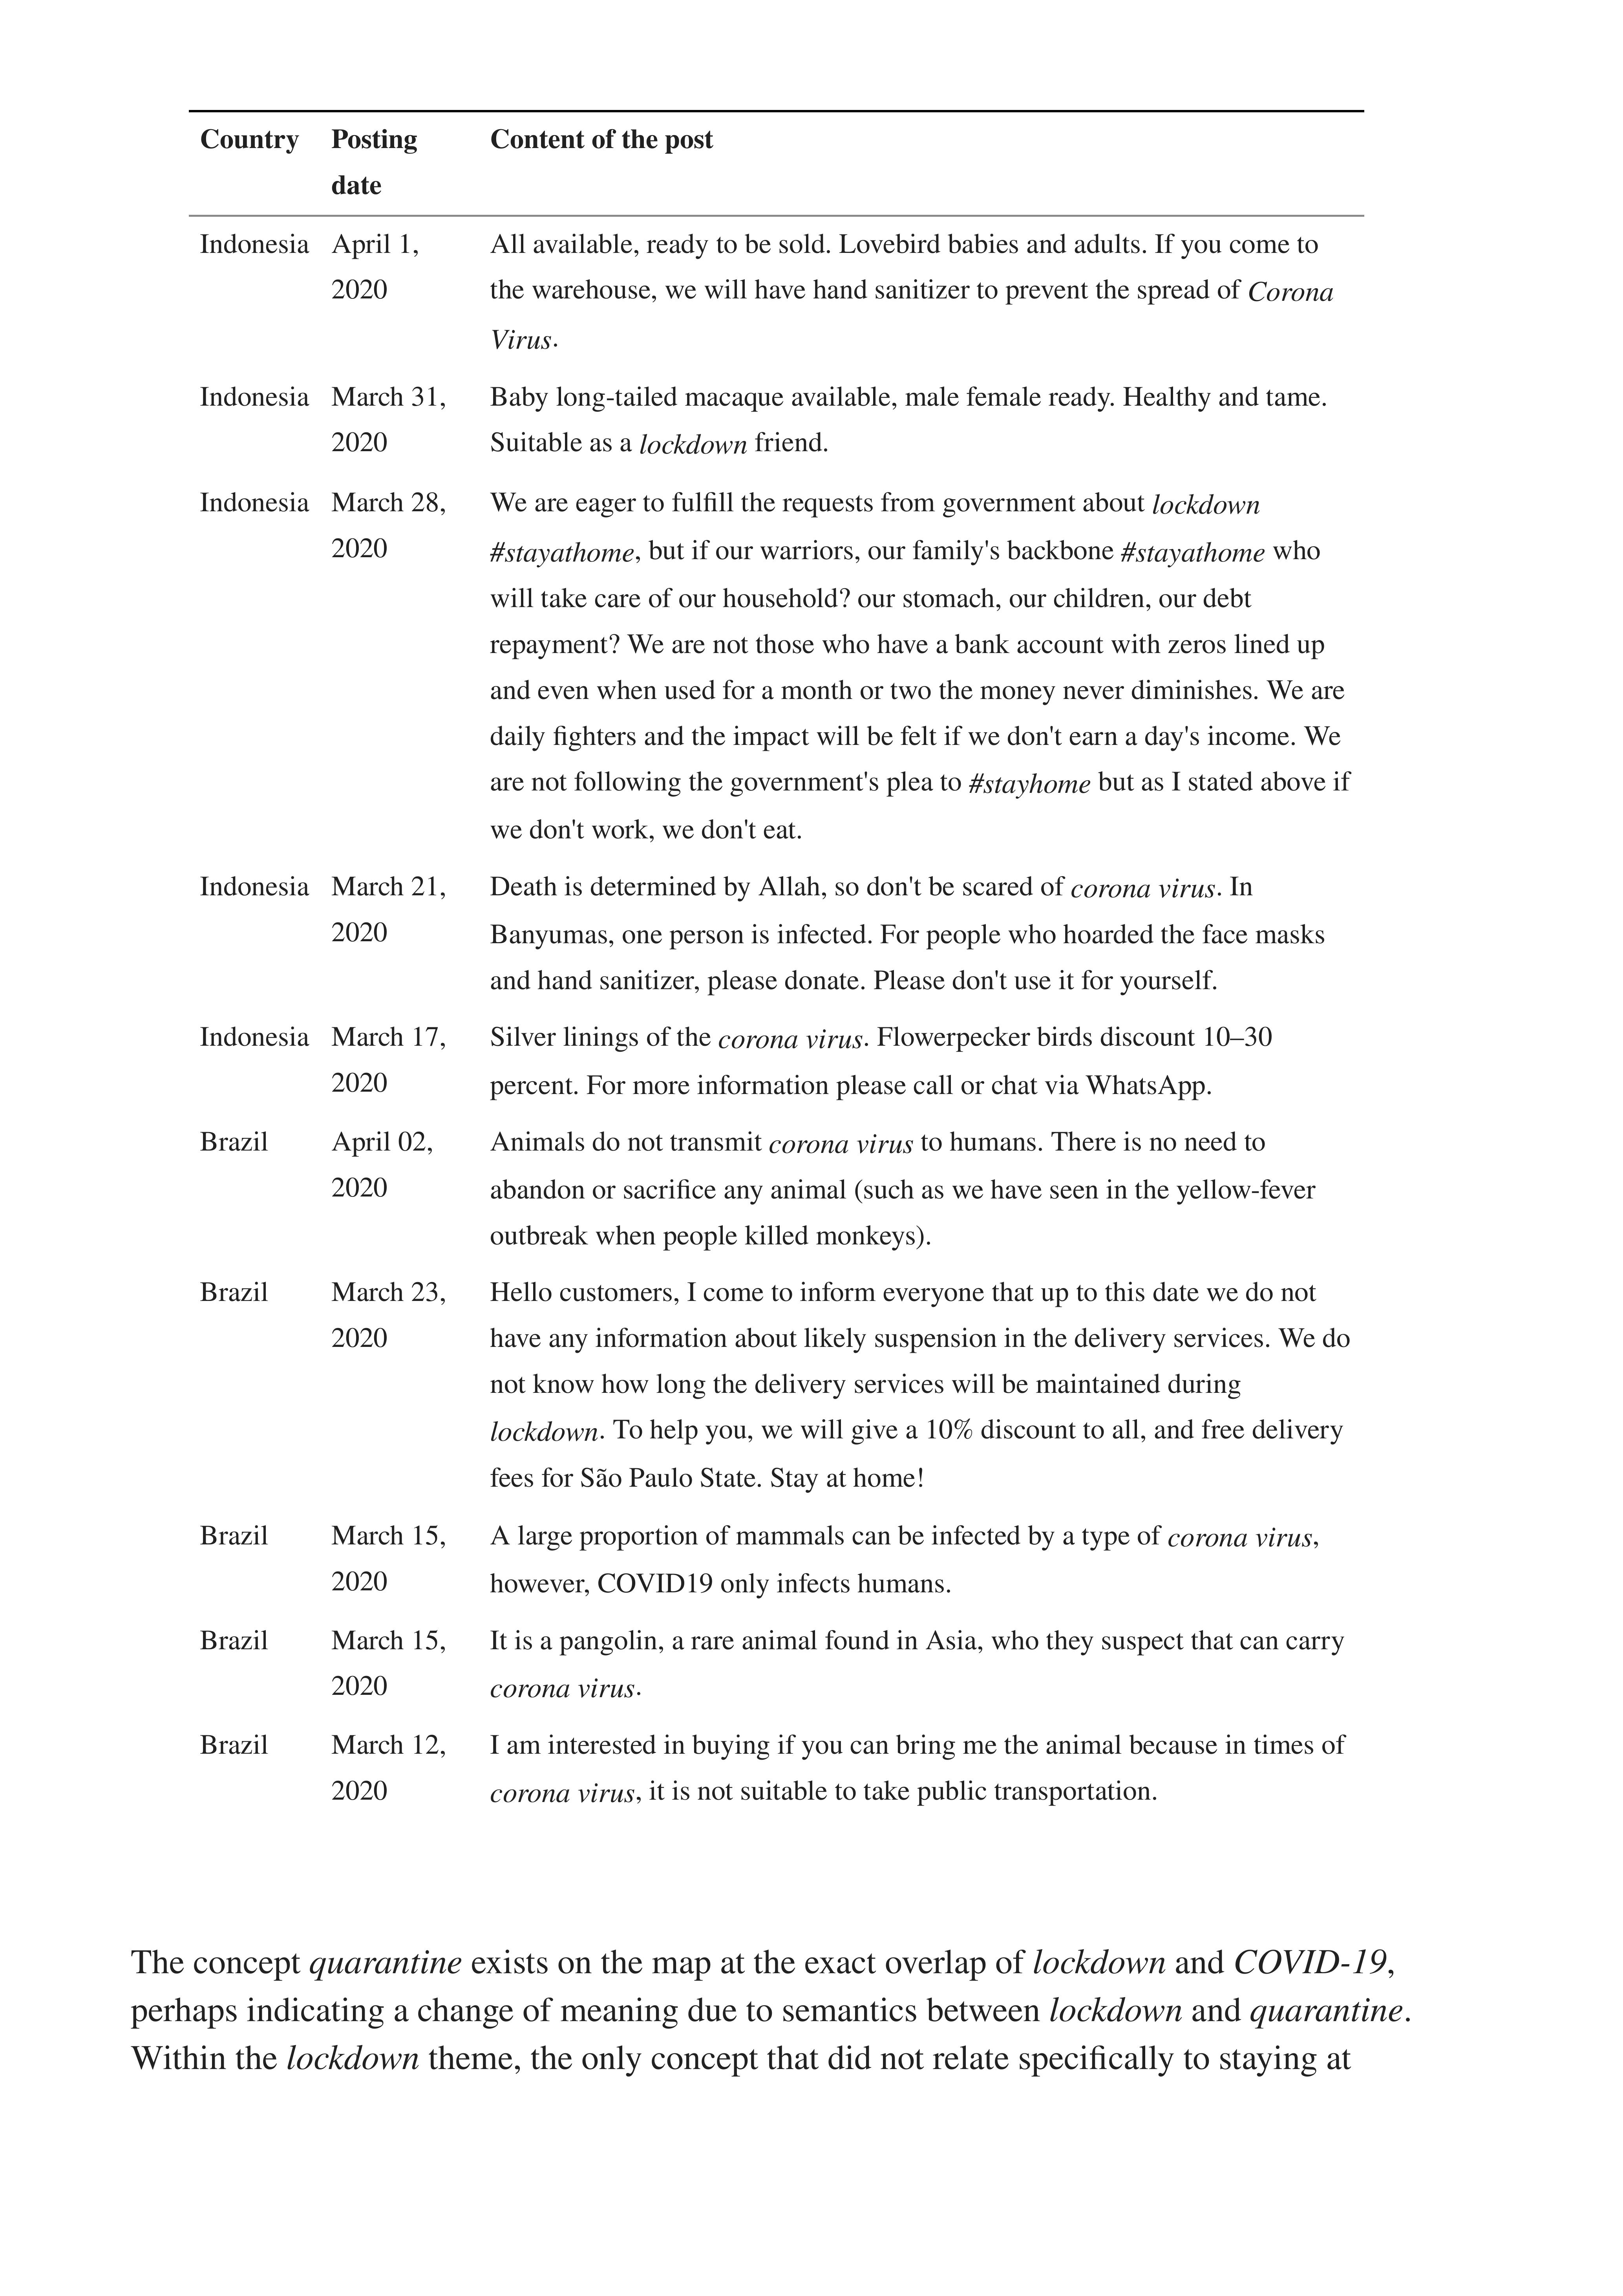 Country Posting Content of the post
date
Indonesia April 1, All available, ready to be sold. Lovebird babies and adults. If you come to
2020 the warehouse, we will have hand sanitizer to prevent the spread of Corona
Virus.
Indonesia March 31, Baby long-tailed macaque available, male female ready. Healthy and tame.
2020 Suitable as a lockdown friend.
Indonesia March 28, We are eager to fulfill the requests from government about lockdown
2020 #stayathome, but if our warriors, our family's backbone #stayathome who
will take care of our household? our stomach, our children, our debt
repayment? We are not those who have a bank account with zeros lined up
and even when used for a month or two the money never diminishes. We are
daily fighters and the impact will be felt if we don't earn a day's income. We
are not following the government's plea to #stayhome but as I stated above if
we don't work, we don't eat.
Indonesia March 21, Death is determined by Allah, so don't be scared of corona virus. In
2020 Banyumas, one person is infected. For people who hoarded the face masks
and hand sanitizer, please donate. Please don't use it for yourself.
Indonesia March 17, Silver linings of the corona virus. Flowerpecker birds discount 10–30
2020 percent. For more information please call or chat via WhatsApp.
Brazil April 02, Animals do not transmit corona virus to humans. There is no need to
2020 abandon or sacrifice any animal (such as we have seen in the yellow-fever
outbreak when people killed monkeys).
Brazil March 23, Hello customers, I come to inform everyone that up to this date we do not
2020 have any information about likely suspension in the delivery services. We do
not know how long the delivery services will be maintained during
lockdown. To help you, we will give a 10% discount to all, and free delivery
fees for São Paulo State. Stay at home!
Brazil March 15, A large proportion of mammals can be infected by a type of corona virus,
2020 however, COVID19 only infects humans.
Brazil March 15, It is a pangolin, a rare animal found in Asia, who they suspect that can carry
2020 corona virus.
Brazil March 12, I am interested in buying if you can bring me the animal because in times of
2020 corona virus, it is not suitable to take public transportation.
The concept quarantine exists on the map at the exact overlap of lockdown and COVID-19,
perhaps indicating a change of meaning due to semantics between lockdown and quarantine.
Within the lockdown theme, the only concept that did not relate specifically to staying at